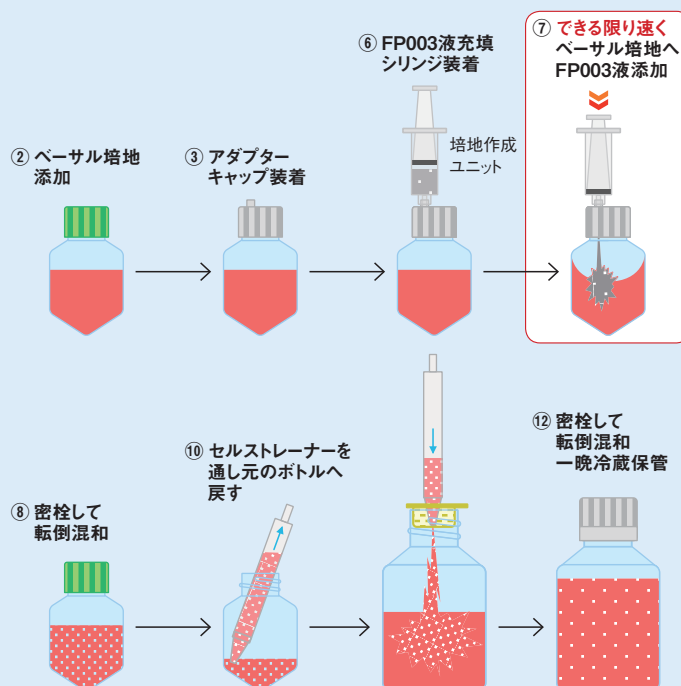 ② ベーサル培地
添加
③ アダプター
キャップ装着
⑥ FP003液充填
シリンジ装着
培地作成
ユニット
⑦ できる限り速く
ベーサル培地へ
FP003液添加
⑧ 密栓して
転倒混和
⑩ セルストレーナーを
通し元のボトルへ
戻す
⑫ 密栓して
転倒混和
一晩冷蔵保管